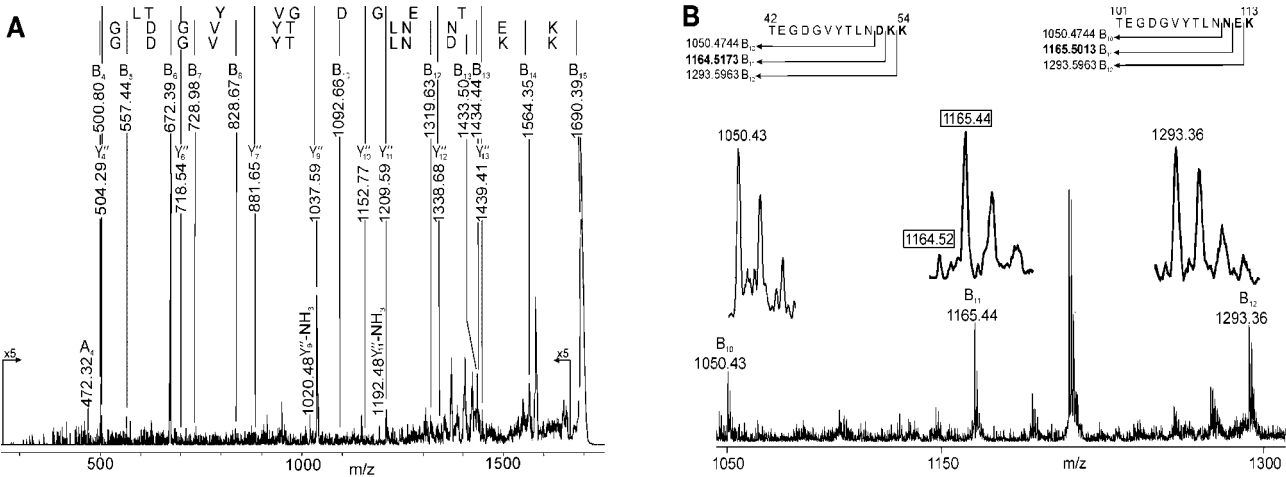 A
L T Y V G D G E T
G D G V Y T L N N E K
G D G V Y T L N D K K
500.80 B4
557.44 B5
672.39 B6
728.98 B7
828.67 B8
1092.66 B10
1319.63 B12
1433.50 B13
1434.44 B13
1564.35 B14
1690.39 B15
504.29 Y4"
718.54 Y6"
881.65 Y7"
1037.59 Y9"
1152.77 Y10"
1209.59 Y11"
1338.68 Y12"
1439.41 Y13"
472.32 A4
1020.48 Y9"-NH3
1192.48 Y11"-NH3
x5
x5
500 1000 1500
m/z
B
42 54
TEGDGVYTLNDKK
1050.4744 B10
1164.5173 B11
1293.5963 B12
101 113
TEGDGVYTLNNEK
1050.4744 B10
1165.5013 B11
1293.5963 B12
1050.43
1165.44
1164.52
1293.36
B10
1050.43
B11
1165.44
B12
1293.36
1050 1150 m/z 1300